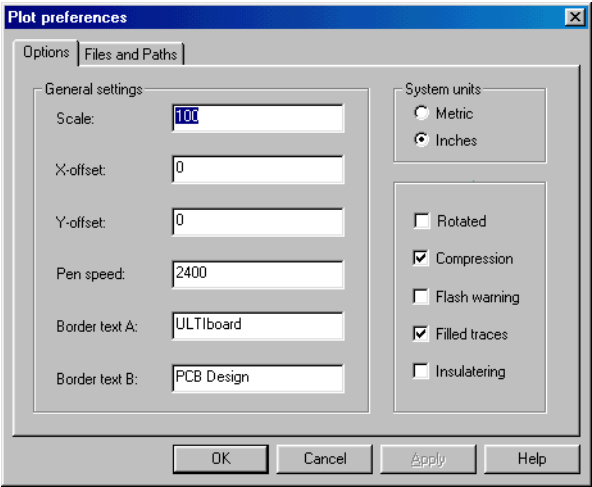 Plot preferences
Options Files and Paths
General settings
Scale: 100
X-offset: 0
Y-offset: 0
Pen speed: 2400
Border text A: ULTIboard
Border text B: PCB Design
System units
Metric
Inches
Rotated
Compression
Flash warning
Filled traces
Insulatering
OK Cancel Apply Help